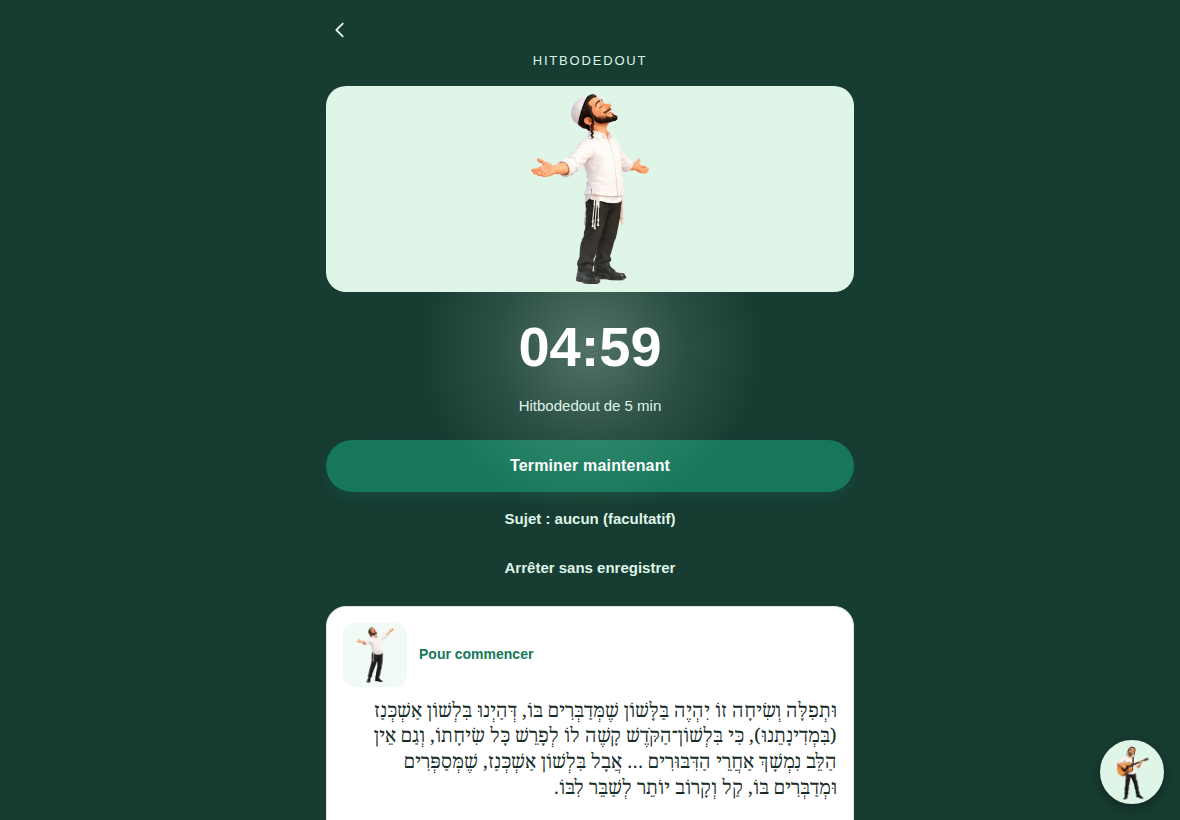 HITBODEDOUT
04:59
Hitbodedout de 5 min
Terminer maintenant
Sujet : aucun (facultatif)
Arrêter sans enregistrer
Pour commencer
וּתְפִלָּה וְשִׂיחָה זוֹ יִהְיֶה בַּלָּשׁוֹן שֶׁמְּדַבְּרִים בּוֹ, דְּהַיְנוּ בִּלְשׁוֹן אַשְׁכְּנַז
(בִּמְדִינָתֵנוּ), כִּי בִּלְשׁוֹן־הַקֹּדֶשׁ קָשֶׁה לוֹ לְפָרֵשׁ כָּל שִׂיחָתוֹ, וְגַם אֵין
הַלֵּב נִמְשָׁךְ אַחֲרֵי הַדִּבּוּרִים ... אֲבָל בִּלְשׁוֹן אַשְׁכְּנַז, שֶׁמְּסַפְּרִים
וּמְדַבְּרִים בּוֹ, קַל וְקָרוֹב יוֹתֵר לְשַׁבֵּר לִבּוֹ.